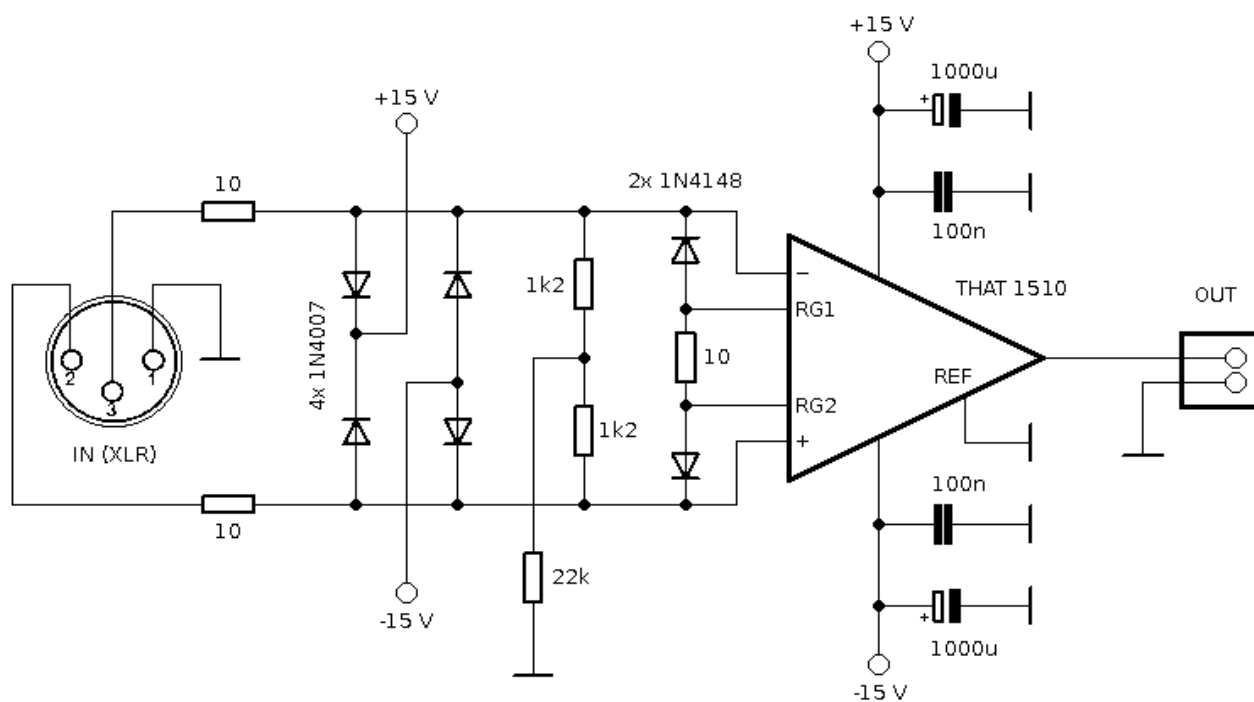 +15 V
1000u
+
+15 V
10
2x 1N4148
100n
THAT 1510
OUT
1k2
−
RG1
4x 1N4007
10
REF
2
3
1
RG2
1k2
+
IN (XLR)
100n
10
22k
-15 V
+
1000u
-15 V